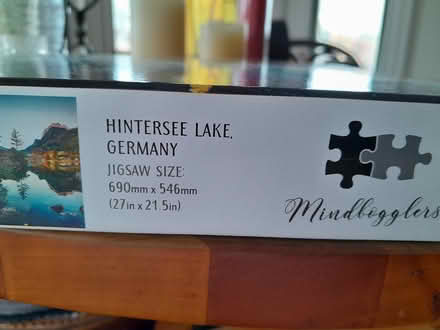 HINTERSEE LAKE,
GERMANY
JIGSAW SIZE:
690mm x 546mm
(27in x 21.5in)
Mindbogglers